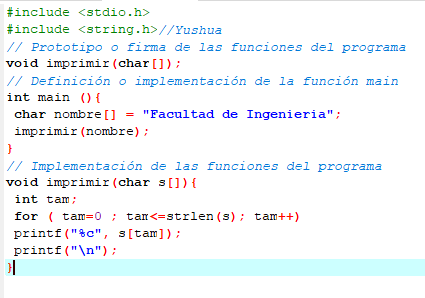 #include <stdio.h>
#include <string.h>//Yushua
// Prototipo o firma de las funciones del programa
void imprimir(char[]);
// Definición o implementación de la función main
int main (){
char nombre[] = "Facultad de Ingenieria";
imprimir(nombre);
}
// Implementación de las funciones del programa
void imprimir(char s[]){
int tam;
for ( tam=0 ; tam<=strlen(s); tam++)
printf("%c", s[tam]);
printf("\n");
}